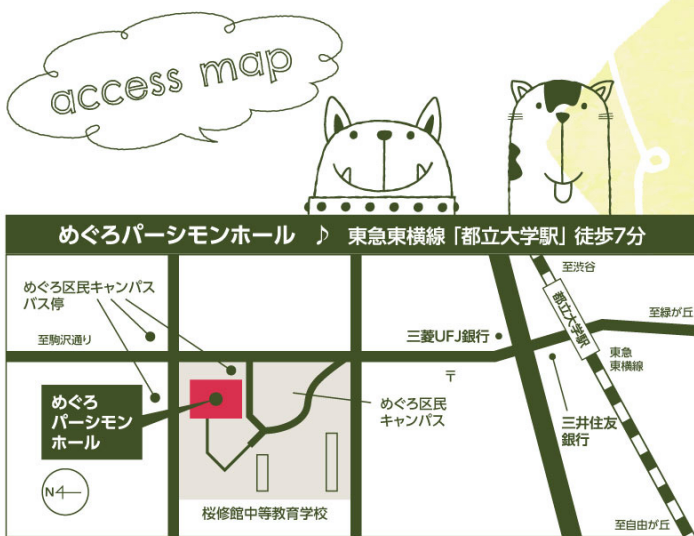 access map
めぐろパーシモンホール ♪ 東急東横線「都立大学駅」徒歩7分
めぐろ区民キャンパス
バス停
至駒沢通り
至渋谷
都立大学駅
至緑が丘
三菱UFJ銀行
東急
東横線
〒
めぐろ
パーシモン
ホール
めぐろ区民
キャンパス
三井住友
銀行
N
桜修館中等教育学校
至自由が丘